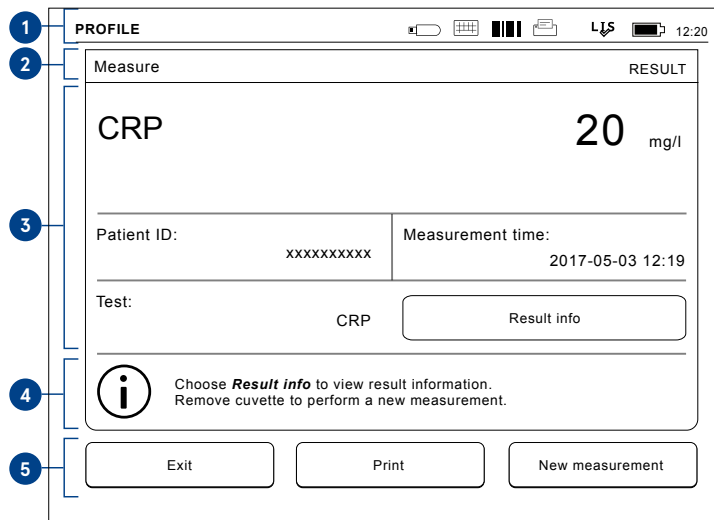 1 PROFILE LIS 12:20
2 Measure RESULT
CRP 20 mg/l
3 Patient ID: xxxxxxxxxx Measurement time: 2017-05-03 12:19
Test: CRP Result info
4 Choose Result info to view result information.
Remove cuvette to perform a new measurement.
5 Exit Print New measurement